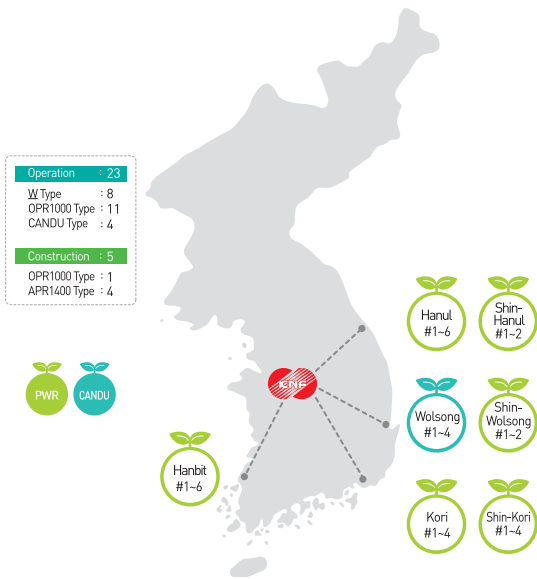 Operation : 23
W Type : 8
OPR1000 Type : 11
CANDU Type : 4
Construction : 5
OPR1000 Type : 1
APR1400 Type : 4
PWR
CANDU
KNF
Hanul
#1~6
Shin-
Hanul
#1~2
Wolsong
#1~4
Shin-
Wolsong
#1~2
Hanbit
#1~6
Kori
#1~4
Shin-Kori
#1~4